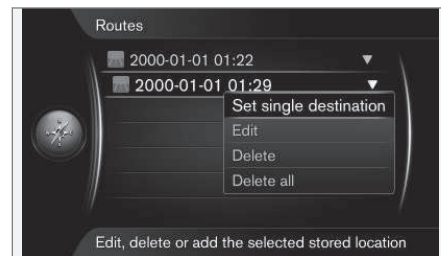 Routes
2000-01-01 01:22
2000-01-01 01:29
Set single destination
Edit
Delete
Delete all
Edit, delete or add the selected stored location